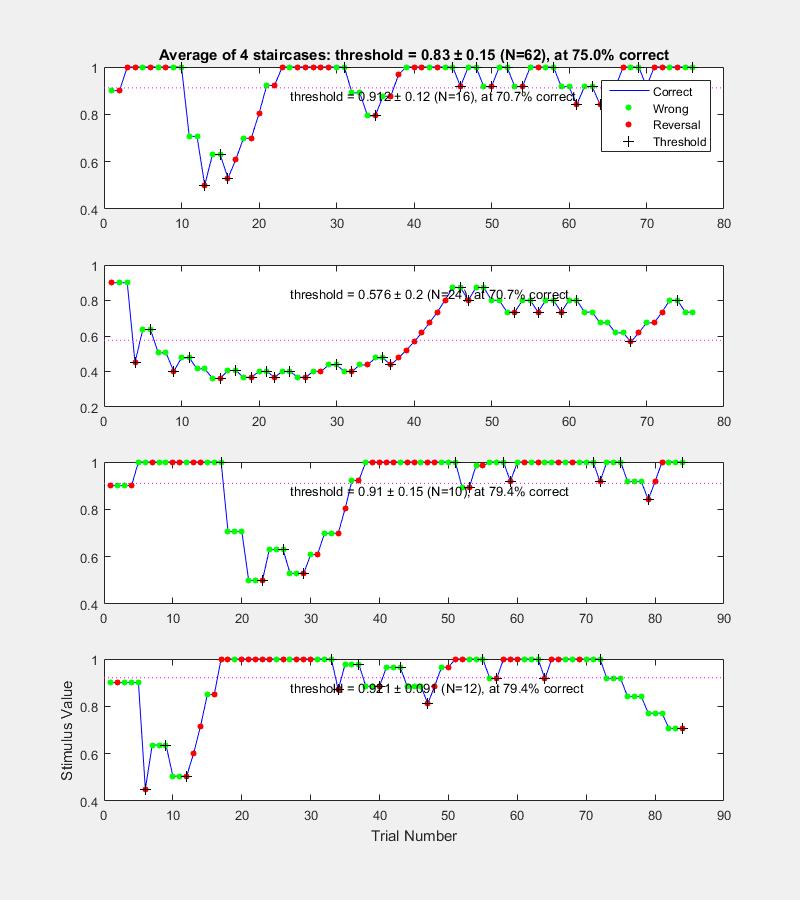 Average of 4 staircases: threshold = 0.83 ± 0.15 (N=62), at 75.0% correct
1
0.8
0.6
0.4
threshold = 0.912 ± 0.12 (N=16), at 70.7% correct
Correct
Wrong
Reversal
Threshold
0 10 20 30 40 50 60 70 80
1
0.8
0.6
0.4
0.2
threshold = 0.576 ± 0.2 (N=24), at 70.7% correct
0 10 20 30 40 50 60 70 80
1
0.8
0.6
0.4
threshold = 0.91 ± 0.15 (N=10), at 79.4% correct
0 10 20 30 40 50 60 70 80 90
Stimulus Value
1
0.8
0.6
0.4
threshold = 0.921 ± 0.091 (N=12), at 79.4% correct
0 10 20 30 40 50 60 70 80 90
Trial Number